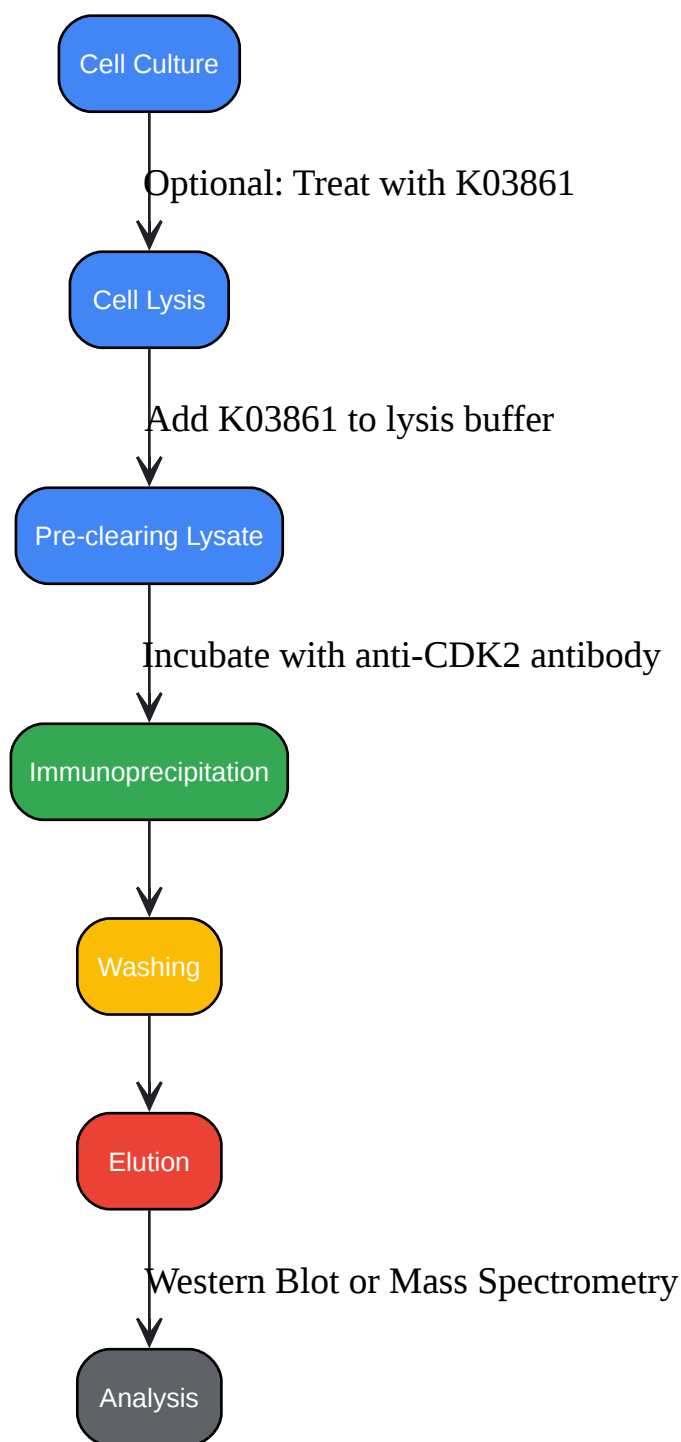 Cell Culture
Optional: Treat with K03861
Cell Lysis
Add K03861 to lysis buffer
Pre-clearing Lysate
Incubate with anti-CDK2 antibody
Immunoprecipitation
Washing
Elution
Western Blot or Mass Spectrometry
Analysis